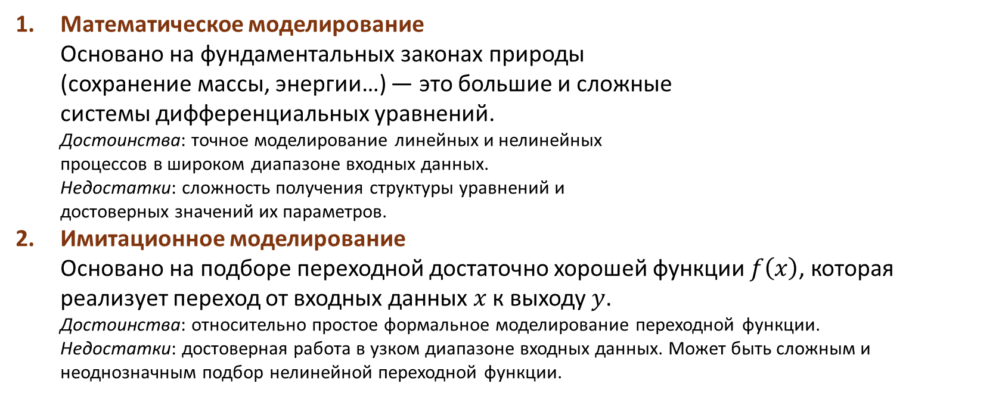 1. Математическое моделирование
Основано на фундаментальных законах природы
(сохранение массы, энергии...) — это большие и сложные
системы дифференциальных уравнений.
Достоинства: точное моделирование линейных и нелинейных
процессов в широком диапазоне входных данных.
Недостатки: сложность получения структуры уравнений и
достоверных значений их параметров.
2. Имитационное моделирование
Основано на подборе переходной достаточно хорошей функции f(x), которая
реализует переход от входных данных x к выходу y.
Достоинства: относительно простое формальное моделирование переходной функции.
Недостатки: достоверная работа в узком диапазоне входных данных. Может быть сложным и
неоднозначным подбор нелинейной переходной функции.